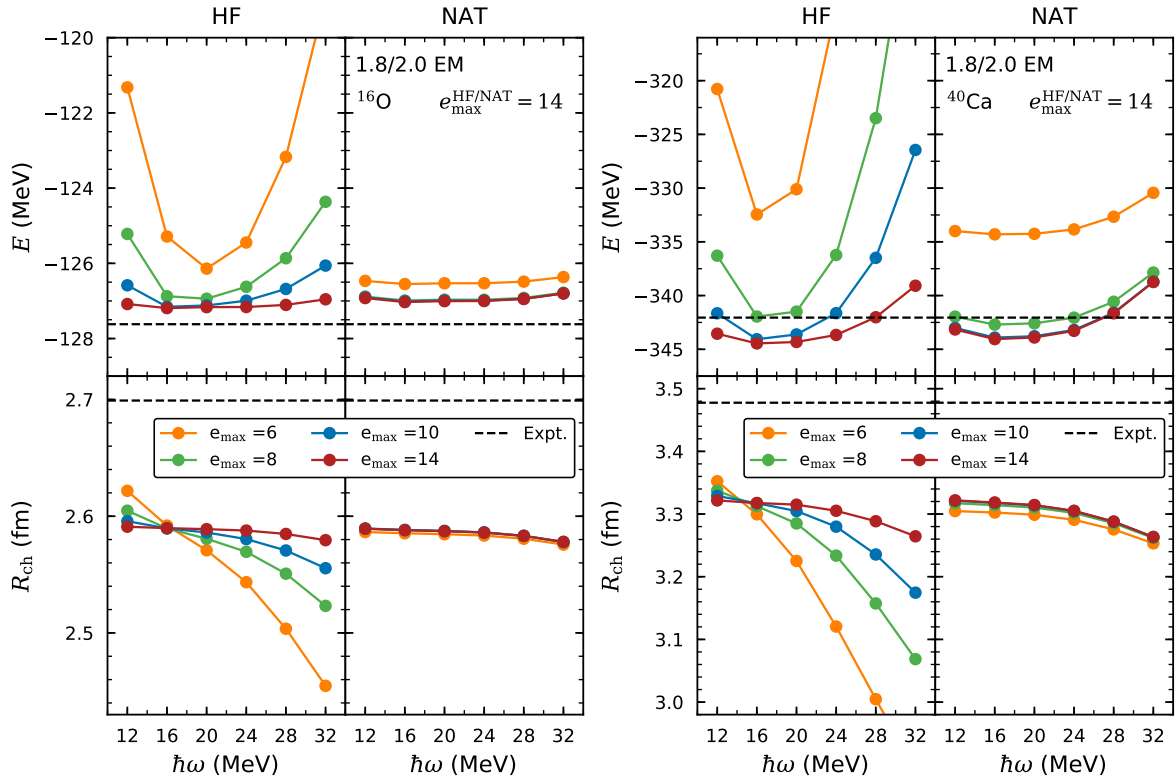 HF NAT
−120
−122
−124
−126
−128
E (MeV)
1.8/2.0 EM
¹⁶O e_max^HF/NAT = 14
2.7
2.6
2.5
R_ch (fm)
e_max =6 e_max =10 Expt.
e_max =8 e_max =14
12 16 20 24 28 32 12 16 20 24 28 32
ħω (MeV) ħω (MeV)
HF NAT
−320
−325
−330
−335
−340
−345
E (MeV)
1.8/2.0 EM
⁴⁰Ca e_max^HF/NAT = 14
3.5
3.4
3.3
3.2
3.1
3.0
R_ch (fm)
e_max =6 e_max =10 Expt.
e_max =8 e_max =14
12 16 20 24 28 32 12 16 20 24 28 32
ħω (MeV) ħω (MeV)